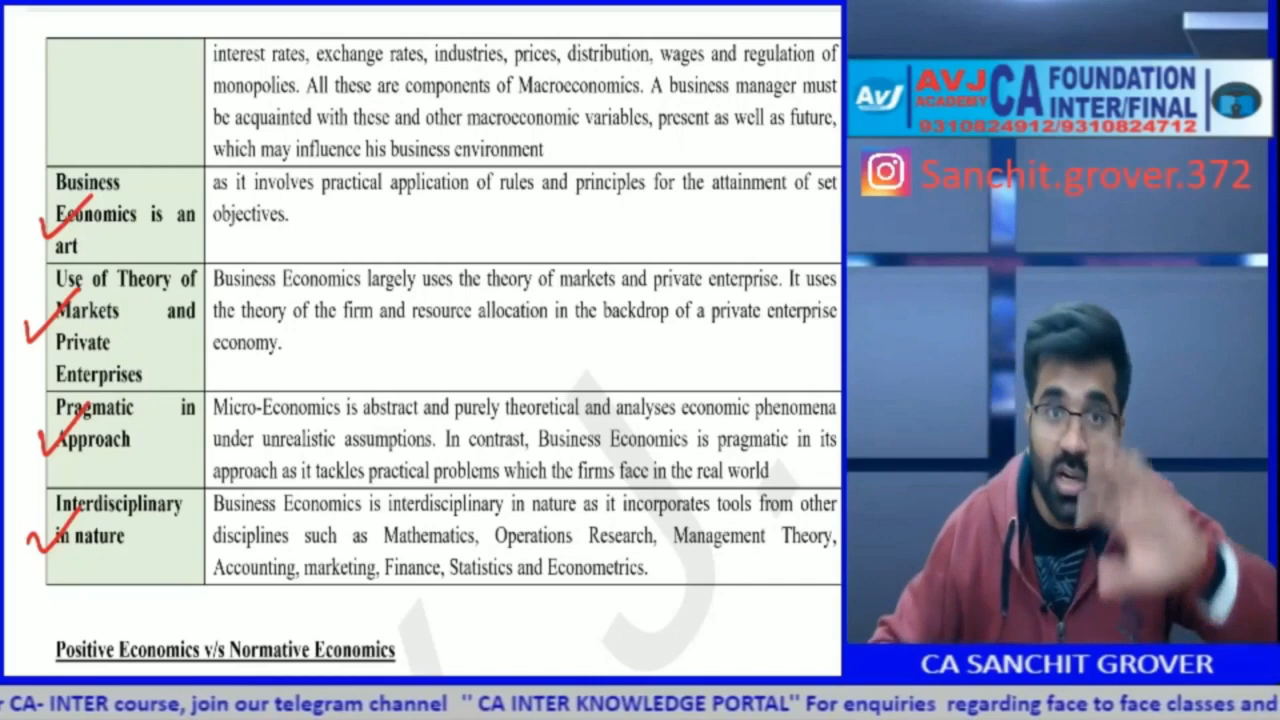 interest rates, exchange rates, industries, prices, distribution, wages and regulation of
monopolies. All these are components of Macroeconomics. A business manager must
be acquainted with these and other macroeconomic variables, present as well as future,
which may influence his business environment
Business
Economics is an
art
as it involves practical application of rules and principles for the attainment of set
objectives.
Use of Theory of
Markets and
Private
Enterprises
Business Economics largely uses the theory of markets and private enterprise. It uses
the theory of the firm and resource allocation in the backdrop of a private enterprise
economy.
Pragmatic in
Approach
Micro-Economics is abstract and purely theoretical and analyses economic phenomena
under unrealistic assumptions. In contrast, Business Economics is pragmatic in its
approach as it tackles practical problems which the firms face in the real world
Interdisciplinary
in nature
Business Economics is interdisciplinary in nature as it incorporates tools from other
disciplines such as Mathematics, Operations Research, Management Theory,
Accounting, marketing, Finance, Statistics and Econometrics.
Positive Economics v/s Normative Economics
AVJ
AVJ
ACADEMY
CA
FOUNDATION
INTER/FINAL
9310824912/9310824712
Sanchit.grover.372
CA SANCHIT GROVER
r CA- INTER course, join our telegram channel " CA INTER KNOWLEDGE PORTAL" For enquiries regarding face to face classes and